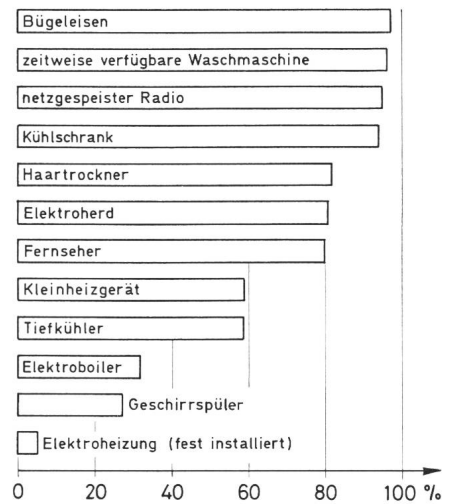 Bügeleisen
zeitweise verfügbare Waschmaschine
netzgespeister Radio
Kühlschrank
Haartrockner
Elektroherd
Fernseher
Kleinheizgerät
Tiefkühler
Elektroboiler
Geschirrspüler
Elektroheizung (fest installiert)
0 20 40 60 80 100 %